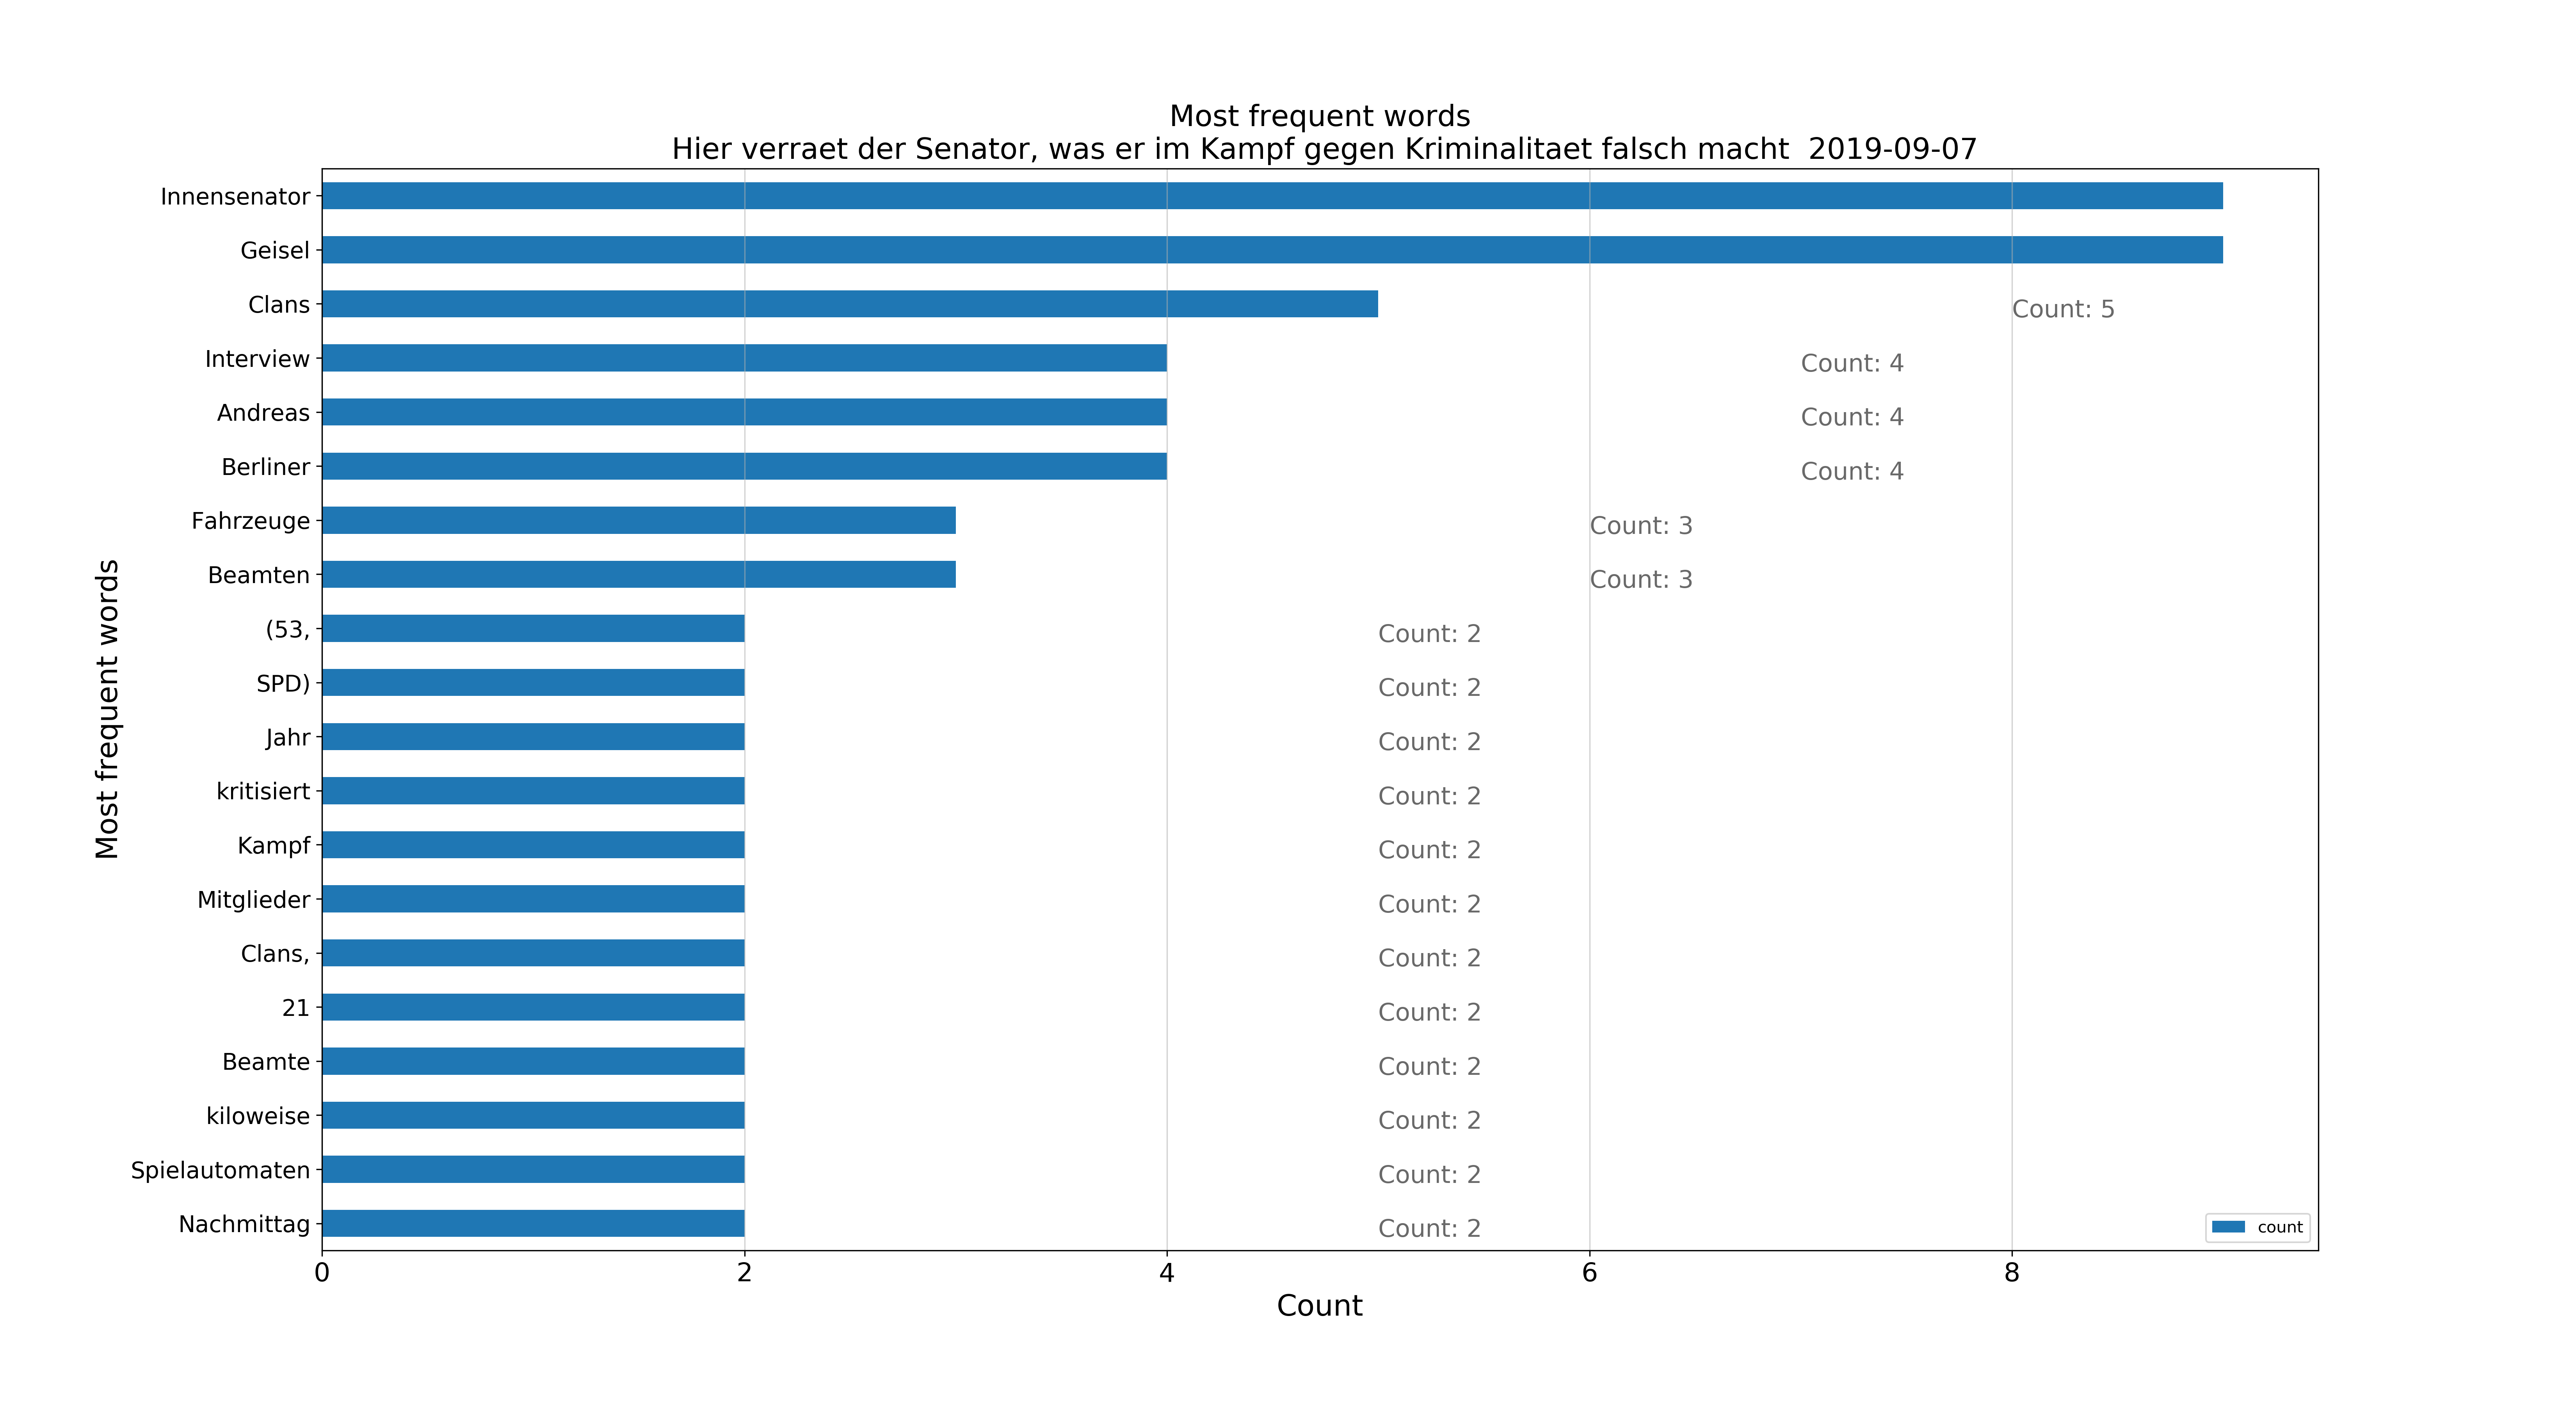 Most frequent words
Hier verraet der Senator, was er im Kampf gegen Kriminalitaet falsch macht  2019-09-07
Innensenator
Geisel
Clans Count: 5
Interview Count: 4
Andreas Count: 4
Berliner Count: 4
Fahrzeuge Count: 3
Beamten Count: 3
(53, Count: 2
SPD) Count: 2
Jahr Count: 2
kritisiert Count: 2
Kampf Count: 2
Mitglieder Count: 2
Clans, Count: 2
21 Count: 2
Beamte Count: 2
kiloweise Count: 2
Spielautomaten Count: 2
Nachmittag Count: 2
Most frequent words
count
0 2 4 6 8
Count